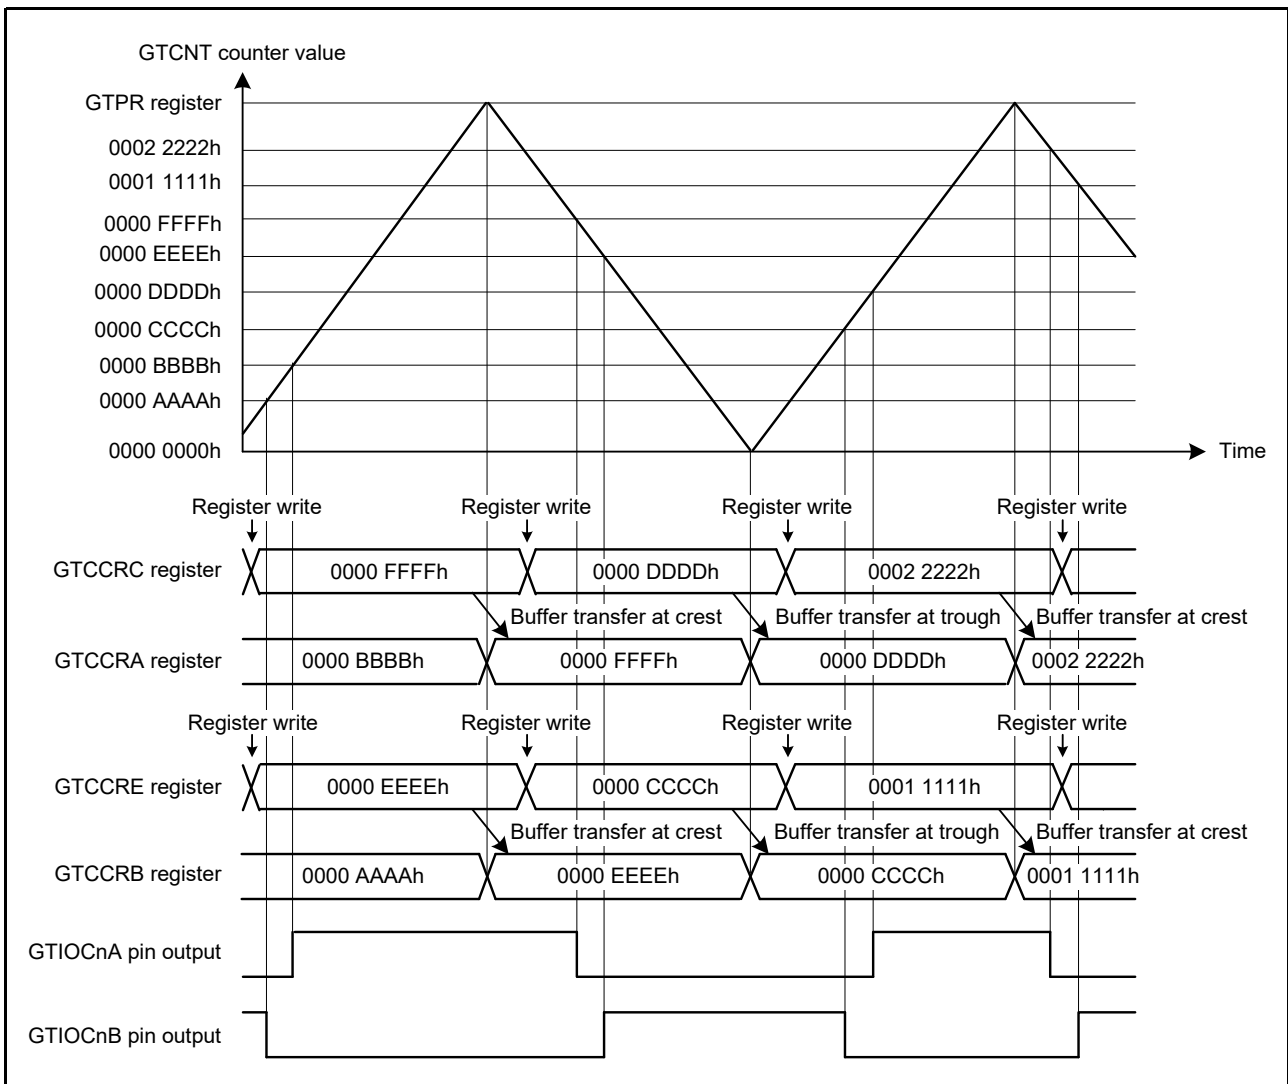 GTCNT counter value
GTPR register
0002 2222h
0001 1111h
0000 FFFFh
0000 EEEEh
0000 DDDDh
0000 CCCCh
0000 BBBBh
0000 AAAAh
0000 0000h
Time
Register write Register write Register write Register write
GTCCRC register 0000 FFFFh 0000 DDDDh 0002 2222h
Buffer transfer at crest Buffer transfer at trough Buffer transfer at crest
GTCCRA register 0000 BBBBh 0000 FFFFh 0000 DDDDh 0002 2222h
Register write Register write Register write Register write
GTCCRE register 0000 EEEEh 0000 CCCCh 0001 1111h
Buffer transfer at crest Buffer transfer at trough Buffer transfer at crest
GTCCRB register 0000 AAAAh 0000 EEEEh 0000 CCCCh 0001 1111h
GTIOCnA pin output
GTIOCnB pin output